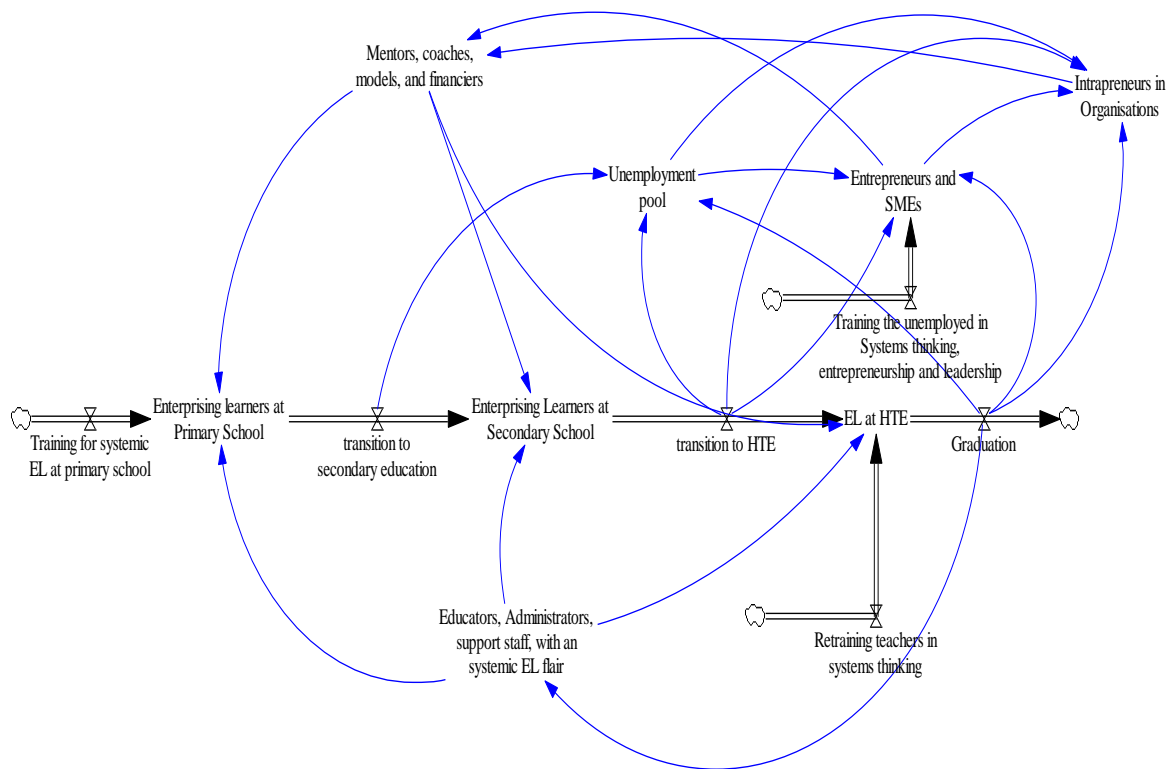 Mentors, coaches,
models, and financiers
Intrapreneurs in
Organisations
Unemployment
pool
Entrepreneurs and
SMEs
Training the unemployed in
Systems thinking,
entrepreneurship and leadership
Enterprising learners at
Primary School
Enterprising Learners at
Secondary School
EL at HTE
Training for systemic
EL at primary school
transition to
secondary education
transition to HTE
Graduation
Educators, Administrators,
support staff, with an
systemic EL flair
Retraining teachers in
systems thinking